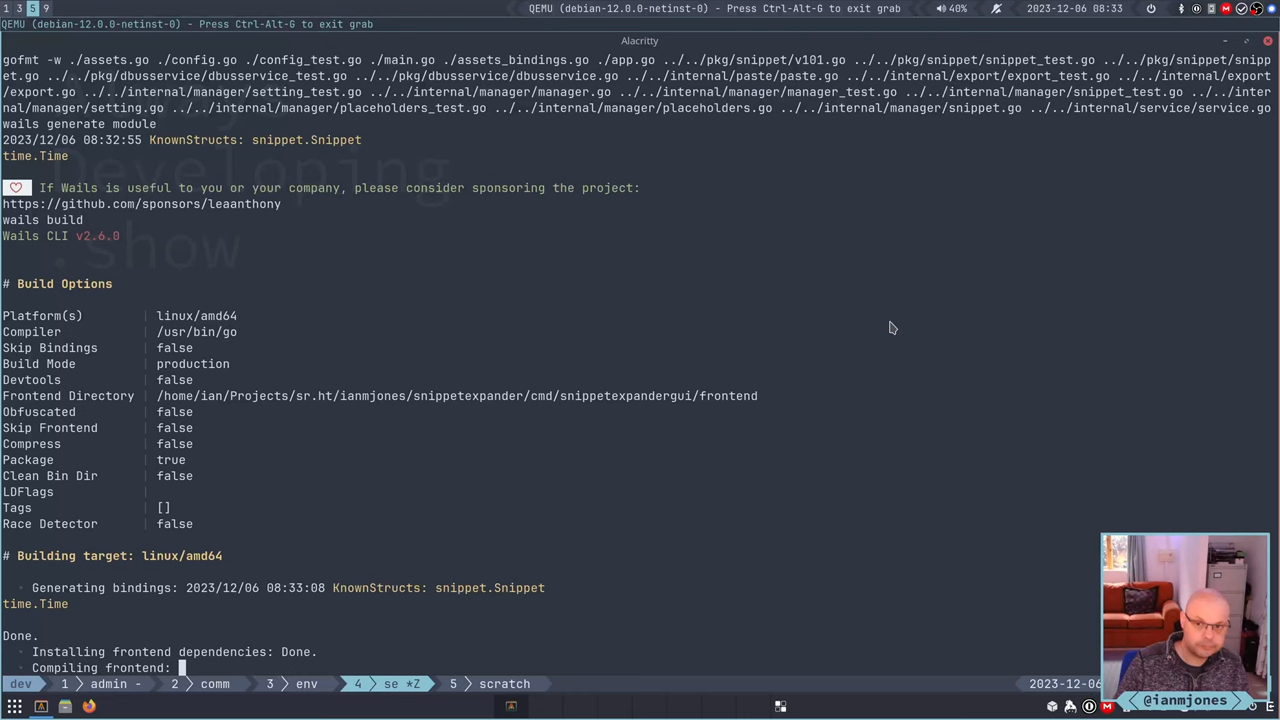 1 3 5 9
QEMU (debian-12.0.0-netinst-0) - Press Ctrl-Alt-G to exit grab
40%
2023-12-06 08:33
QEMU (debian-12.0.0-netinst-0) - Press Ctrl-Alt-G to exit grab
Alacritty
gofmt -w ./assets.go ./config.go ./config_test.go ./main.go ./assets_bindings.go ./app.go ../../pkg/snippet/v101.go ../../pkg/snippet/snippet_test.go ../../pkg/snippet/snipp
et.go ../../pkg/dbusservice/dbusservice_test.go ../../pkg/dbusservice/dbusservice.go ../../internal/paste/paste.go ../../internal/export/export_test.go ../../internal/export
/export.go ../../internal/manager/setting_test.go ../../internal/manager/manager.go ../../internal/manager/manager_test.go ../../internal/manager/snippet_test.go ../../inter
nal/manager/setting.go ../../internal/manager/placeholders_test.go ../../internal/manager/placeholders.go ../../internal/manager/snippet.go ../../internal/service/service.go
wails generate module
2023/12/06 08:32:55 KnownStructs: snippet.Snippet
time.Time
Developing
♡ If Wails is useful to you or your company, please consider sponsoring the project:
https://github.com/sponsors/leaanthony
wails build
Wails CLI v2.6.0
.show
# Build Options
Platform(s) | linux/amd64
Compiler | /usr/bin/go
Skip Bindings | false
Build Mode | production
Devtools | false
Frontend Directory | /home/ian/Projects/sr.ht/ianmjones/snippetexpander/cmd/snippetexpandergui/frontend
Obfuscated | false
Skip Frontend | false
Compress | false
Package | true
Clean Bin Dir | false
LDFlags |
Tags | []
Race Detector | false
# Building target: linux/amd64
• Generating bindings: 2023/12/06 08:33:08 KnownStructs: snippet.Snippet
time.Time
Done.
• Installing frontend dependencies: Done.
• Compiling frontend:
dev 1 admin - 2 comm 3 env 4 se *Z 5 scratch 2023-12-06